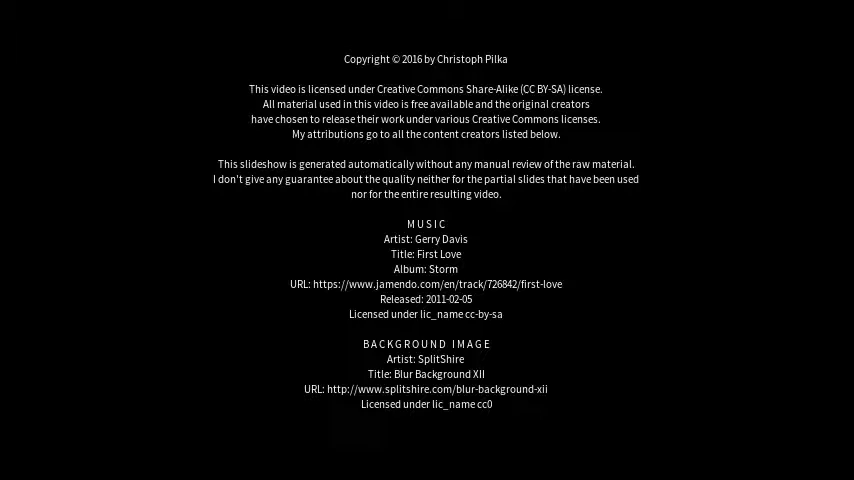 Copyright © 2016 by Christoph Pilka
This video is licensed under Creative Commons Share-Alike (CC BY-SA) license.
All material used in this video is free available and the original creators
have chosen to release their work under various Creative Commons licenses.
My attributions go to all the content creators listed below.
This slideshow is generated automatically without any manual review of the raw material.
I don't give any guarantee about the quality neither for the partial slides that have been used
nor for the entire resulting video.
M U S I C
Artist: Gerry Davis
Title: First Love
Album: Storm
URL: https://www.jamendo.com/en/track/726842/first-love
Released: 2011-02-05
Licensed under lic_name cc-by-sa
B A C K G R O U N D   I M A G E
Artist: SplitShire
Title: Blur Background XII
URL: http://www.splitshire.com/blur-background-xii
Licensed under lic_name cc0